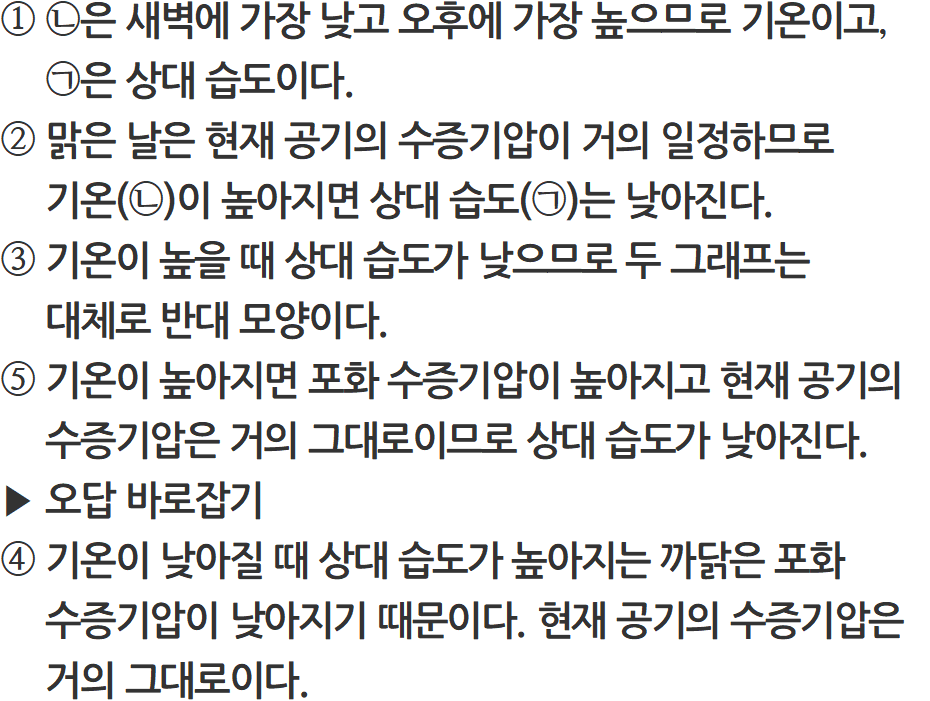 ① ㉡은 새벽에 가장 낮고 오후에 가장 높으므로 기온이고,
㉠은 상대 습도이다.
② 맑은 날은 현재 공기의 수증기압이 거의 일정하므로
기온(㉡)이 높아지면 상대 습도(㉠)는 낮아진다.
③ 기온이 높을 때 상대 습도가 낮으므로 두 그래프는
대체로 반대 모양이다.
⑤ 기온이 높아지면 포화 수증기압이 높아지고 현재 공기의
수증기압은 거의 그대로이므로 상대 습도가 낮아진다.
▶ 오답 바로잡기
④ 기온이 낮아질 때 상대 습도가 높아지는 까닭은 포화
수증기압이 낮아지기 때문이다. 현재 공기의 수증기압은
거의 그대로이다.